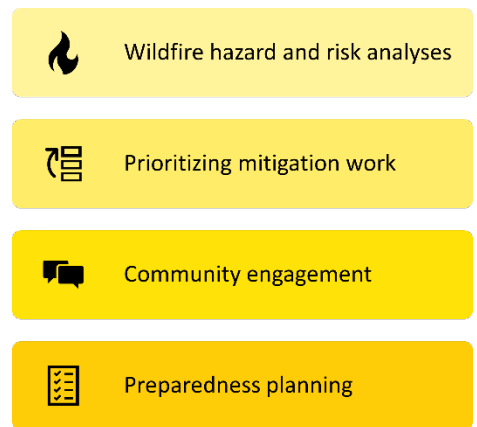 Wildfire hazard and risk analyses
Prioritizing mitigation work
Community engagement
Preparedness planning